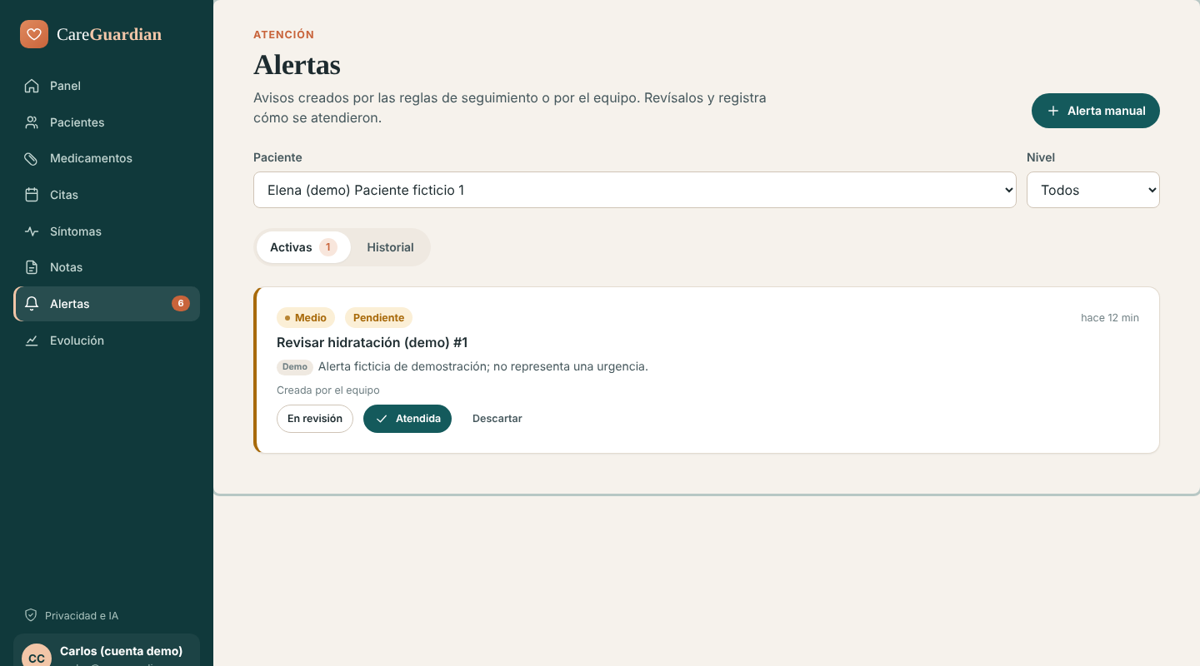 CareGuardian
Panel
Pacientes
Medicamentos
Citas
Síntomas
Notas
Alertas 6
Evolución
Privacidad e IA
CC Carlos (cuenta demo)
ATENCIÓN
Alertas
Avisos creados por las reglas de seguimiento o por el equipo. Revísalos y registra
cómo se atendieron.
+ Alerta manual
Paciente
Elena (demo) Paciente ficticio 1
Nivel
Todos
Activas 1 Historial
Medio Pendiente hace 12 min
Revisar hidratación (demo) #1
Demo Alerta ficticia de demostración; no representa una urgencia.
Creada por el equipo
En revisión Atendida Descartar